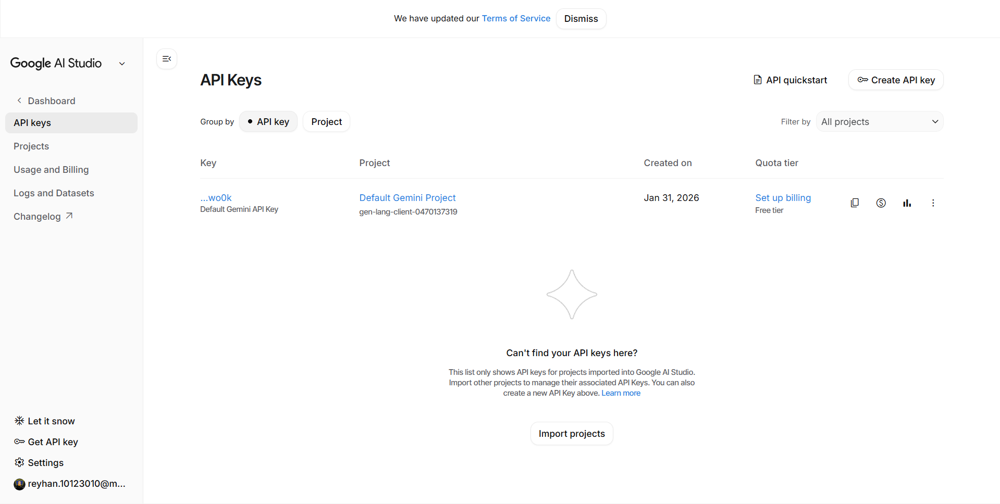 We have updated our Terms of Service Dismiss
Google AI Studio
Dashboard
API keys
Projects
Usage and Billing
Logs and Datasets
Changelog
Let it snow
Get API key
Settings
reyhan.10123010@m...
API Keys
API quickstart
Create API key
Group by API key Project
Filter by All projects
Key Project Created on Quota tier
...wo0k Default Gemini Project Jan 31, 2026 Set up billing
Default Gemini API Key gen-lang-client-0470137319 Free tier
Can't find your API keys here?
This list only shows API keys for projects imported into Google AI Studio.
Import other projects to manage their associated API Keys. You can also
create a new API Key above. Learn more
Import projects